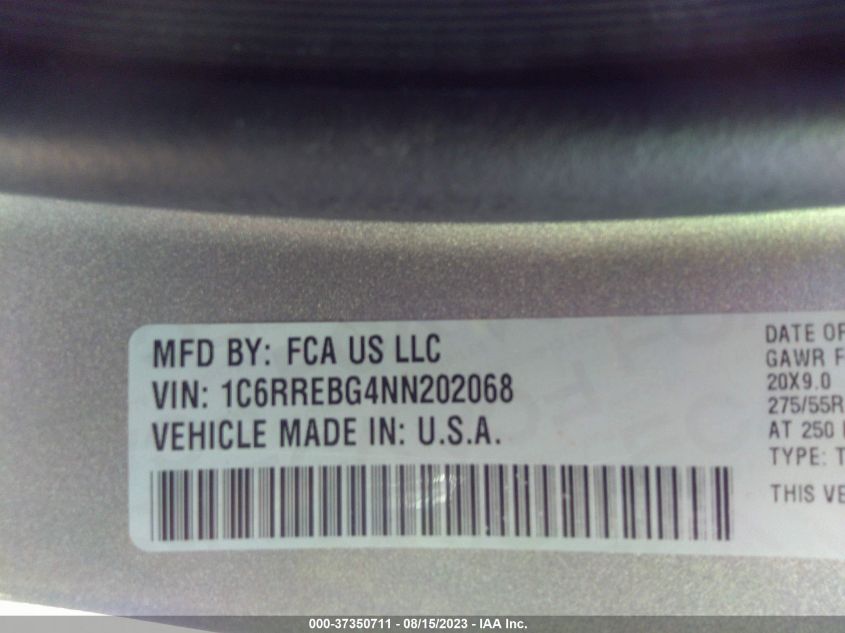 MFD BY: FCA US LLC
VIN: 1C6RREBG4NN202068
VEHICLE MADE IN: U.S.A.
DATE OF
GAWR F
20X9.0
275/55R
AT 250
TYPE: T
THIS VE
000-37350711 - 08/15/2023 - IAA Inc.